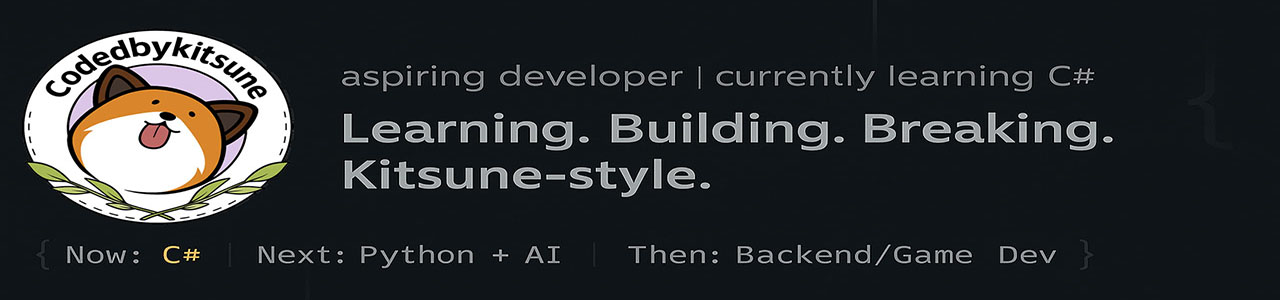 Codedbykitsune
aspiring developer | currently learning C#
Learning. Building. Breaking.
Kitsune-style.
{ Now: C# | Next: Python + AI | Then: Backend/Game Dev }
{